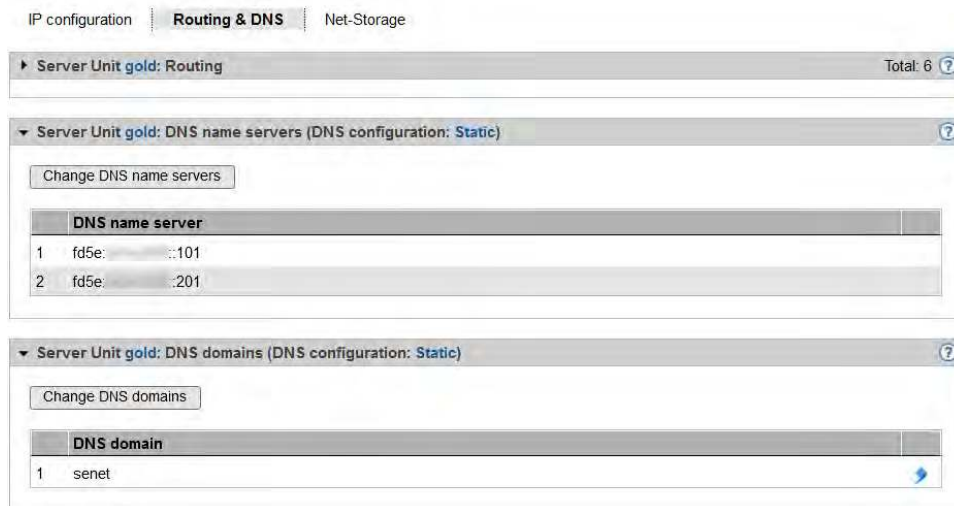 IP configuration Routing & DNS Net-Storage
Server Unit gold: Routing Total: 6 ?
Server Unit gold: DNS name servers (DNS configuration: Static) ?
Change DNS name servers
DNS name server
1 fd5e: ::101
2 fd5e: ::201
Server Unit gold: DNS domains (DNS configuration: Static) ?
Change DNS domains
DNS domain
1 senet